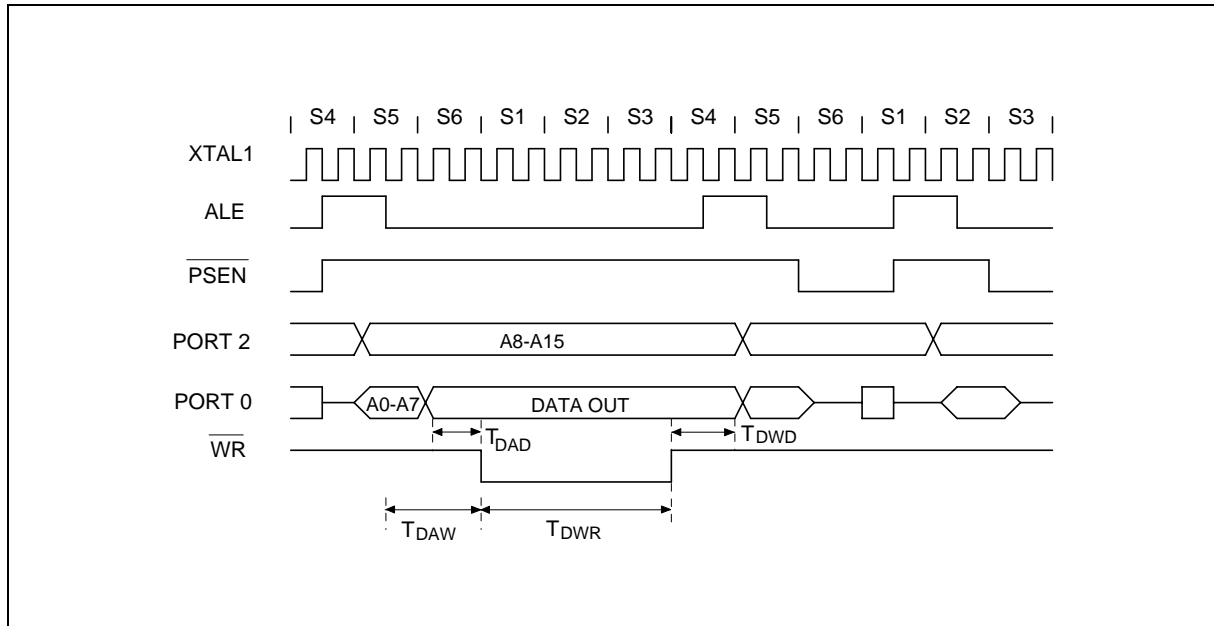 S4 S5 S6 S1 S2 S3 S4 S5 S6 S1 S2 S3
XTAL1
ALE
PSEN
PORT 2 A8-A15
PORT 0 A0-A7 DATA OUT
TDAD TDWD
WR
TDAW TDWR